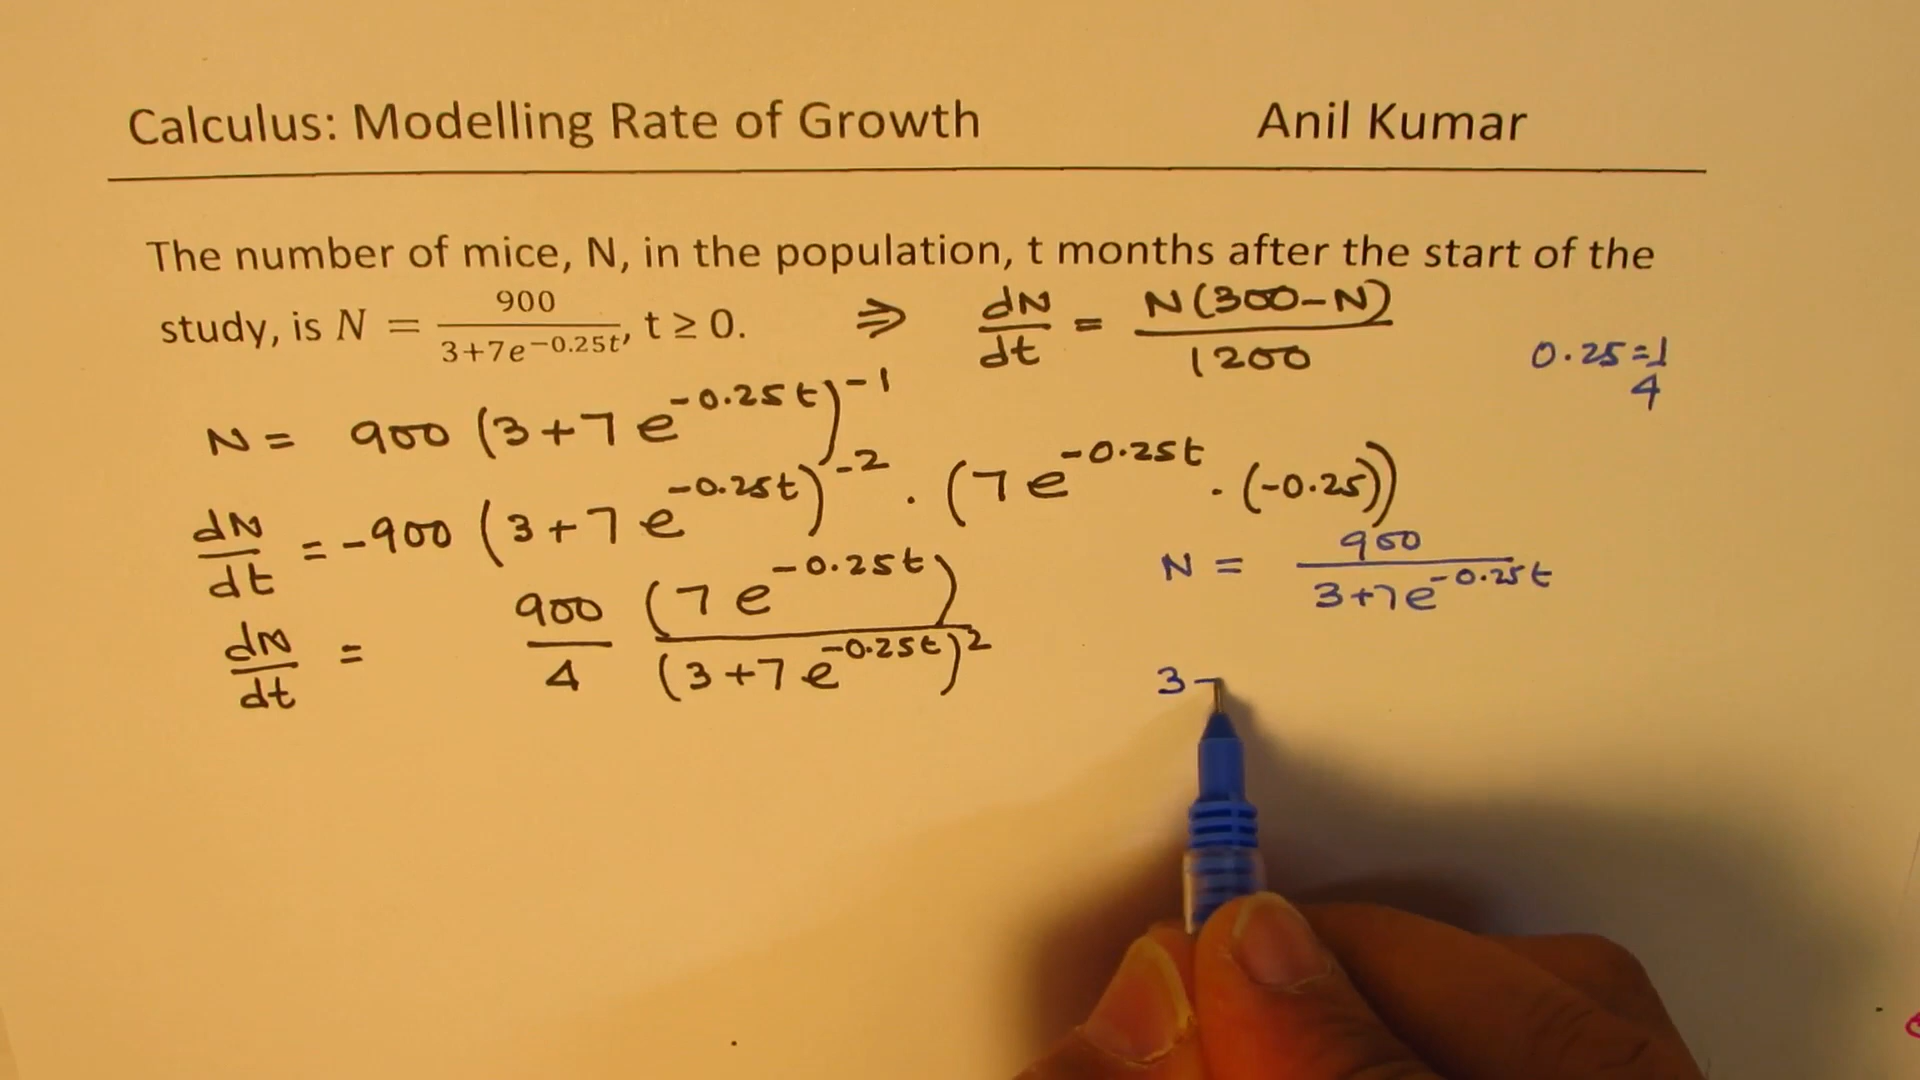 Calculus: Modelling Rate of Growth Anil Kumar
The number of mice, N, in the population, t months after the start of the
study, is N = 900/(3+7e^(-0.25t)), t ≥ 0. ⇒ dN/dt = N(300-N)/1200
0.25 = 1/4
N = 900 (3+7e^(-0.25t))^(-1)
dN/dt = -900 (3+7e^(-0.25t))^(-2) · (7e^(-0.25t) · (-0.25))
dN/dt = 900/4 (7e^(-0.25t))/(3+7e^(-0.25t))^2
N = 900/(3+7e^(-0.25t))
3